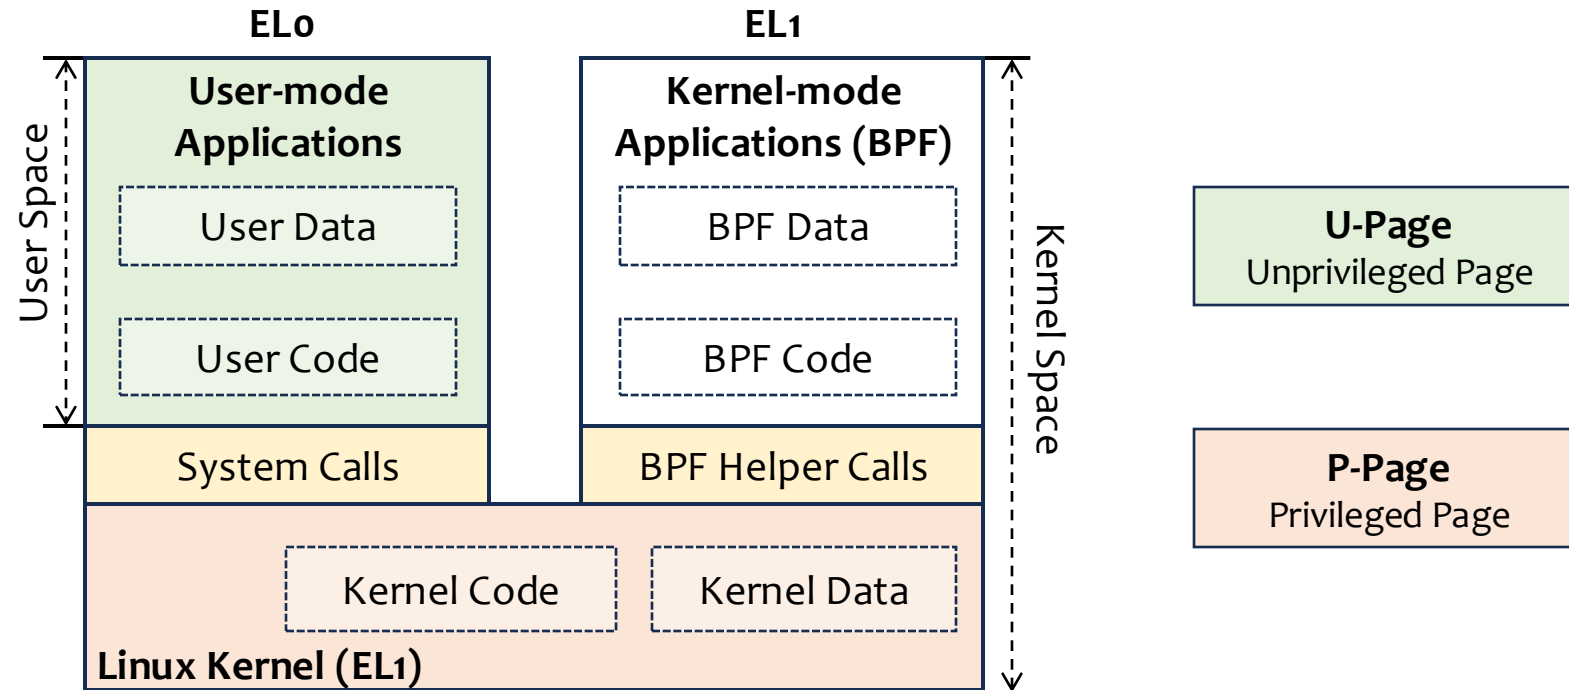 EL0
EL1
User Space
User-mode
Applications
User Data
User Code
System Calls
Kernel-mode
Applications (BPF)
BPF Data
BPF Code
BPF Helper Calls
Kernel Space
Kernel Code
Kernel Data
Linux Kernel (EL1)
U-Page
Unprivileged Page
P-Page
Privileged Page